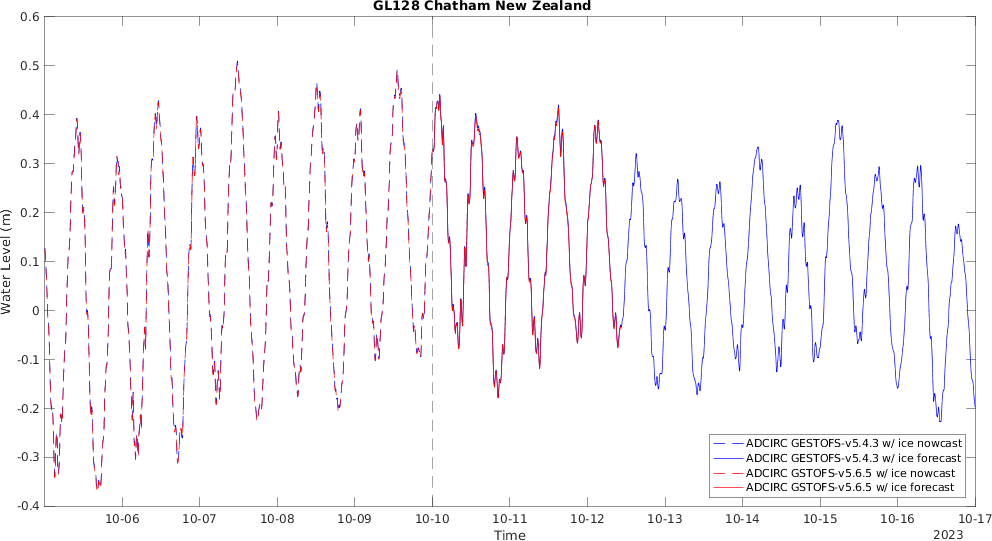 GL128 Chatham New Zealand
0.6
0.5
0.4
0.3
0.2
0.1
0
-0.1
-0.2
-0.3
-0.4
Water Level (m)
10-06 10-07 10-08 10-09 10-10 10-11 10-12 10-13 10-14 10-15 10-16 10-17
Time
2023
ADCIRC GESTOFS-v5.4.3 w/ ice nowcast
ADCIRC GESTOFS-v5.4.3 w/ ice forecast
ADCIRC GSTOFS-v5.6.5 w/ ice nowcast
ADCIRC GSTOFS-v5.6.5 w/ ice forecast